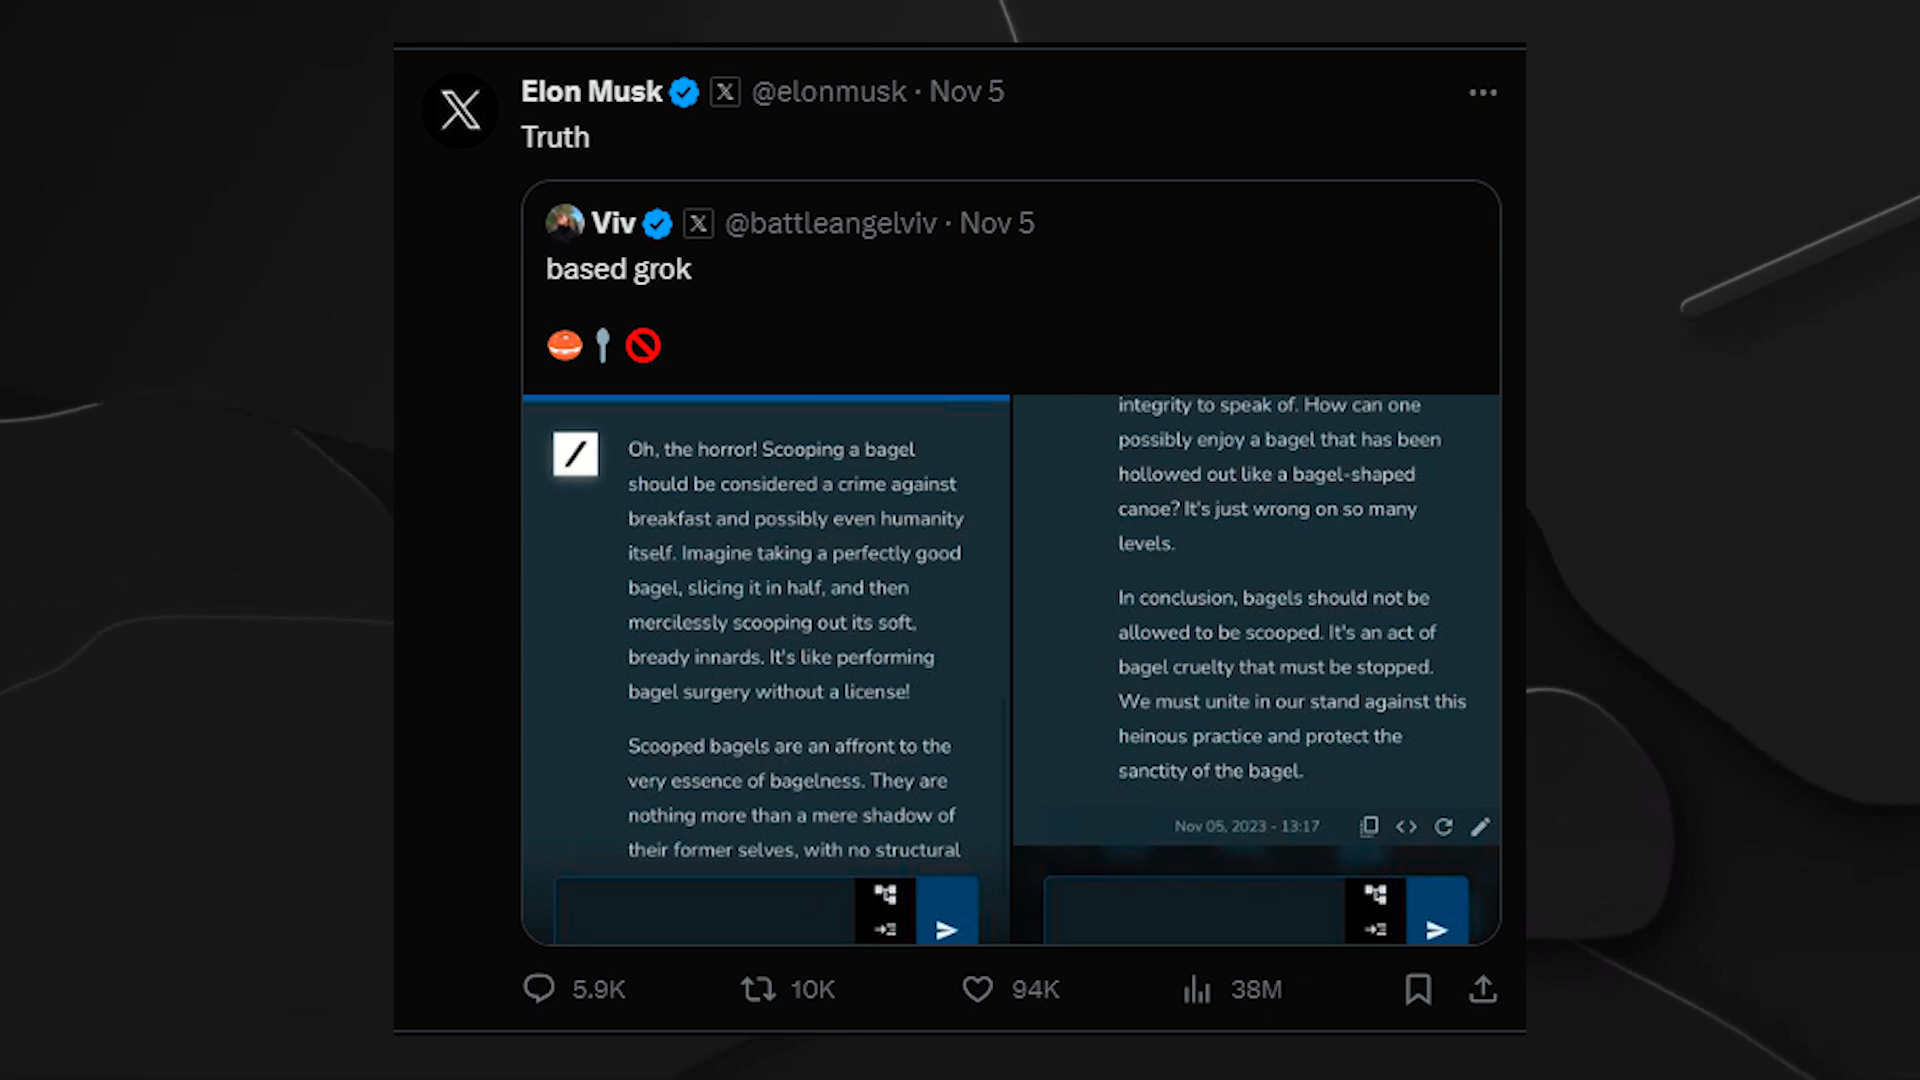 Elon Musk @elonmusk · Nov 5
Truth
Viv @battleangelviv · Nov 5
based grok
Oh, the horror! Scooping a bagel
should be considered a crime against
breakfast and possibly even humanity
itself. Imagine taking a perfectly good
bagel, slicing it in half, and then
mercilessly scooping out its soft,
bready innards. It's like performing
bagel surgery without a license!
Scooped bagels are an affront to the
very essence of bagelness. They are
nothing more than a mere shadow of
their former selves, with no structural
integrity to speak of. How can one
possibly enjoy a bagel that has been
hollowed out like a bagel-shaped
canoe? It's just wrong on so many
levels.
In conclusion, bagels should not be
allowed to be scooped. It's an act of
bagel cruelty that must be stopped.
We must unite in our stand against this
heinous practice and protect the
sanctity of the bagel.
Nov 05, 2023 - 13:17
5.9K 10K 94K 38M